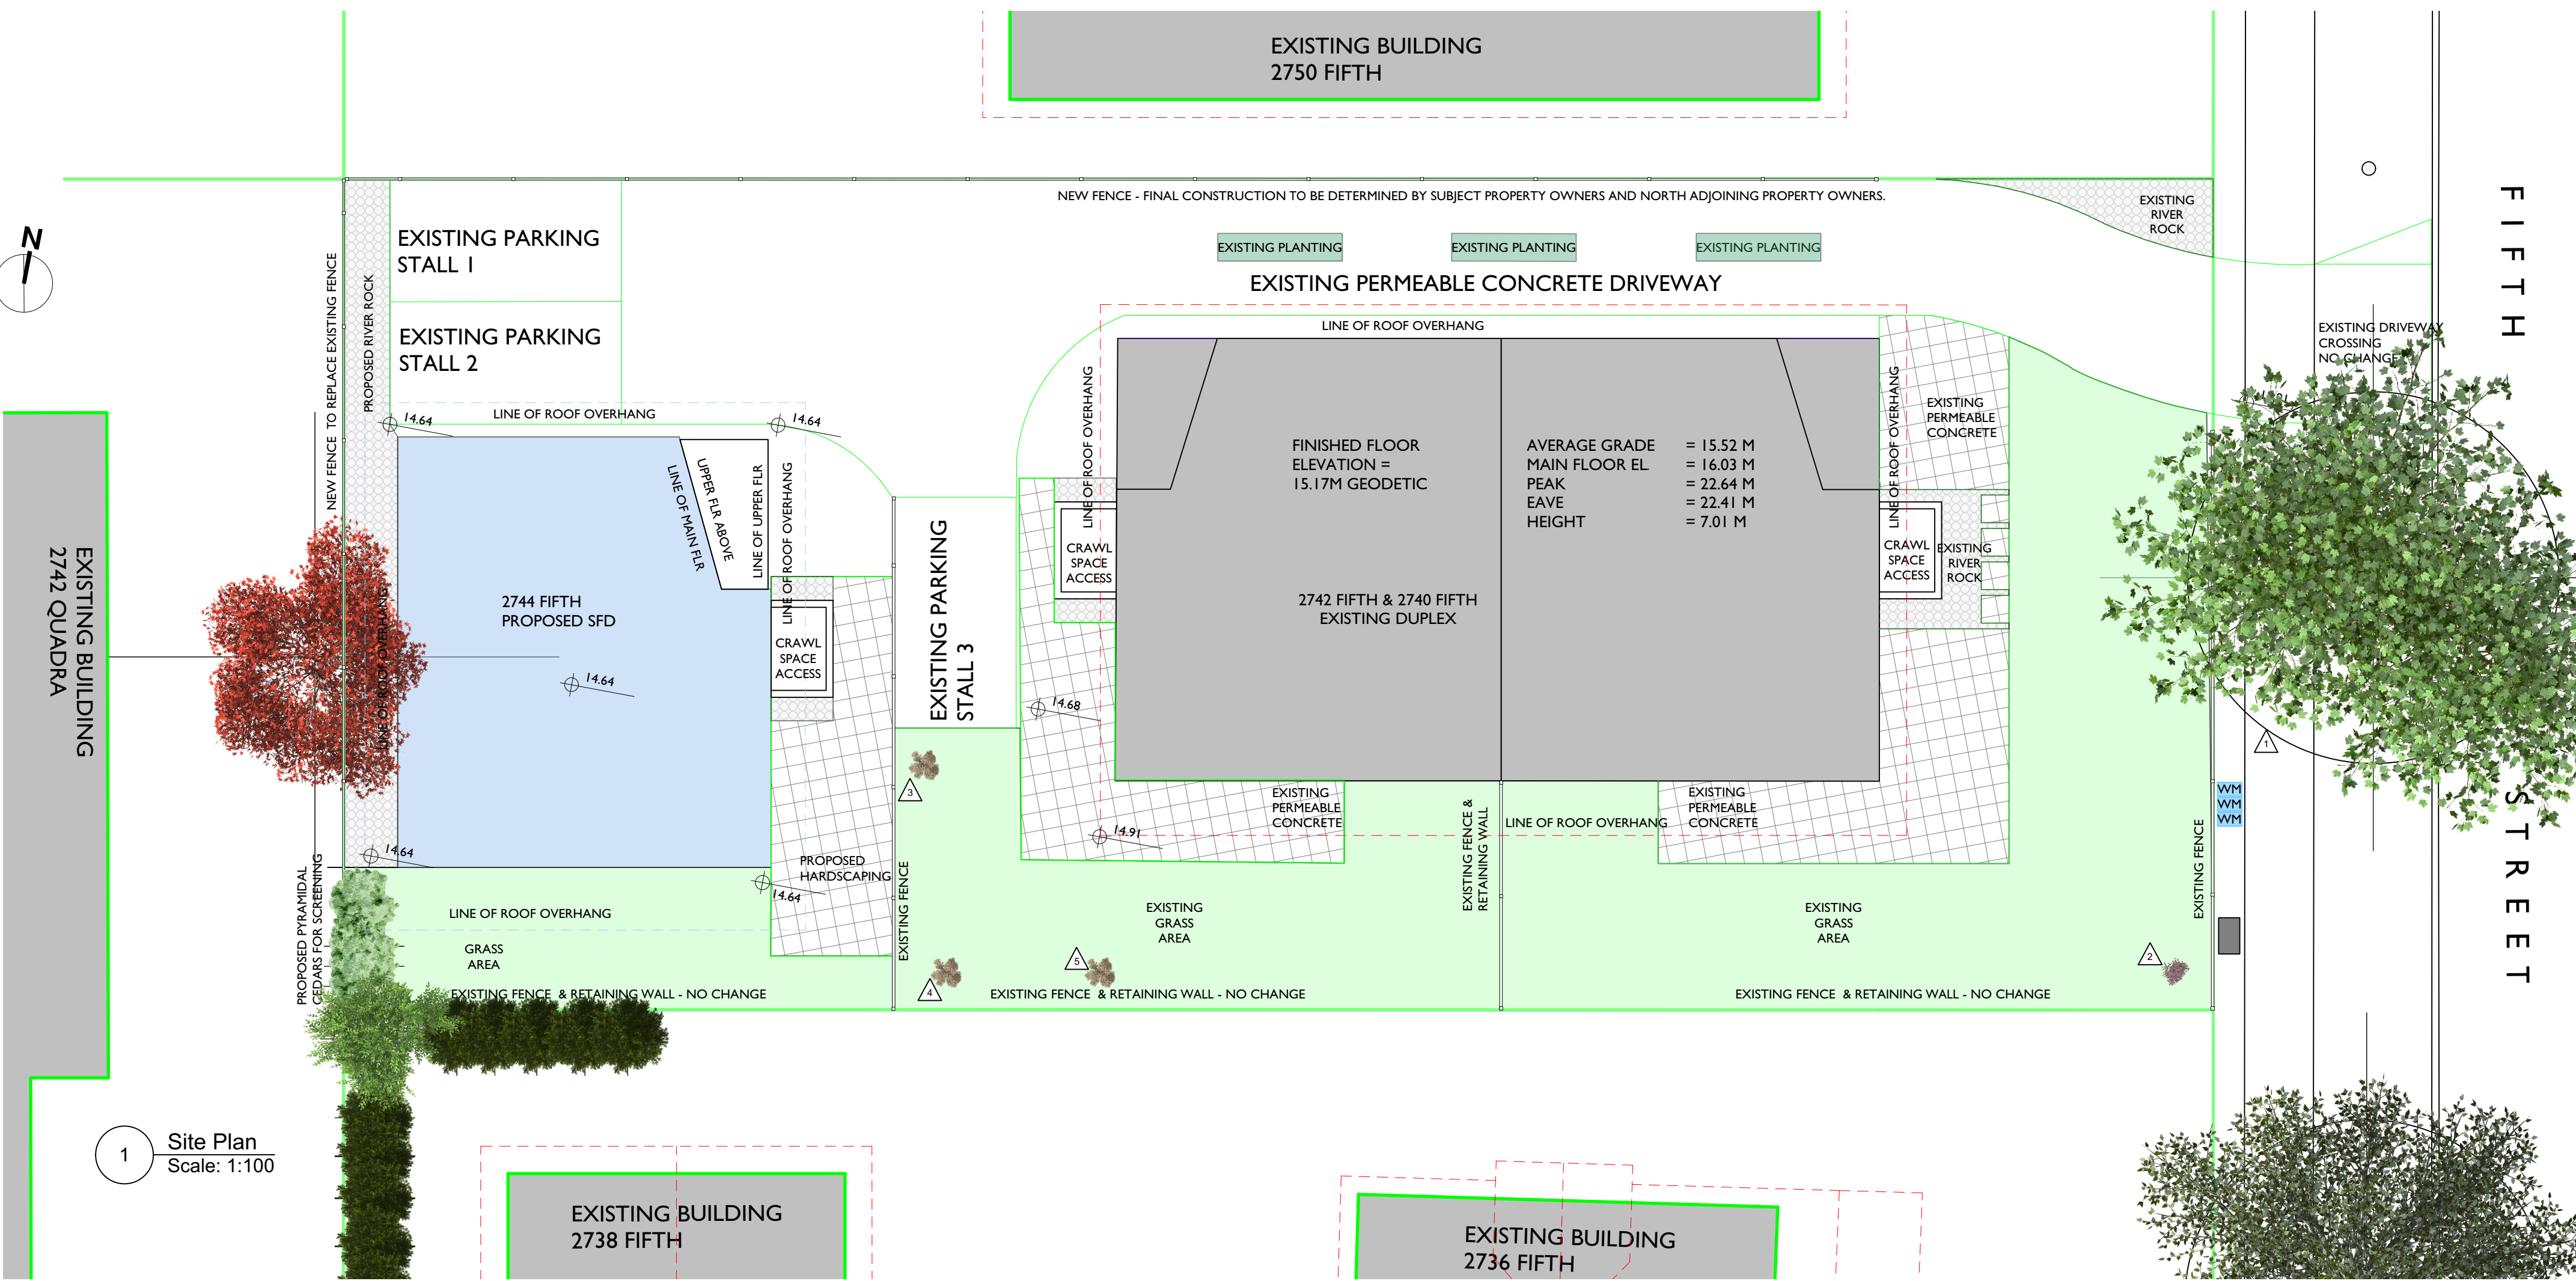 EXISTING BUILDING
2750 FIFTH
NEW FENCE - FINAL CONSTRUCTION TO BE DETERMINED BY SUBJECT PROPERTY OWNERS AND NORTH ADJOINING PROPERTY OWNERS.
EXISTING
RIVER
ROCK
FIFTH STREET
N
EXISTING PARKING
STALL 1
EXISTING PARKING
STALL 2
EXISTING PLANTING
EXISTING PLANTING
EXISTING PLANTING
EXISTING PERMEABLE CONCRETE DRIVEWAY
LINE OF ROOF OVERHANG
EXISTING DRIVEWAY
CROSSING
NO CHANGE
NEW FENCE TO REPLACE EXISTING FENCE
PROPOSED RIVER ROCK
14.64
LINE OF ROOF OVERHANG
14.64
LINE OF MAIN FLR
UPPER FLR ABOVE
LINE OF UPPER FLR
LINE OF ROOF OVERHANG
LINE OF ROOF OVERHANG
2744 FIFTH
PROPOSED SFD
14.64
CRAWL
SPACE
ACCESS
14.64
14.64
PROPOSED
HARDSCAPING
EXISTING PARKING
STALL 3
LINE OF ROOF OVERHANG
CRAWL
SPACE
ACCESS
14.68
14.91
FINISHED FLOOR
ELEVATION =
15.17M GEODETIC
AVERAGE GRADE = 15.52 M
MAIN FLOOR EL. = 16.03 M
PEAK = 22.64 M
EAVE = 22.41 M
HEIGHT = 7.01 M
2742 FIFTH & 2740 FIFTH
EXISTING DUPLEX
LINE OF ROOF OVERHANG
EXISTING
PERMEABLE
CONCRETE
CRAWL
SPACE
ACCESS
EXISTING
RIVER
ROCK
EXISTING BUILDING
2742 QUADRA
1
WM
WM
WM
3
EXISTING
PERMEABLE
CONCRETE
EXISTING FENCE &
RETAINING WALL
LINE OF ROOF OVERHANG
EXISTING
PERMEABLE
CONCRETE
EXISTING FENCE
EXISTING FENCE
PROPOSED PYRAMIDAL
CEDARS FOR SCREENING
LINE OF ROOF OVERHANG
GRASS
AREA
EXISTING
GRASS
AREA
EXISTING
GRASS
AREA
4
5
2
EXISTING FENCE & RETAINING WALL - NO CHANGE
EXISTING FENCE & RETAINING WALL - NO CHANGE
EXISTING FENCE & RETAINING WALL - NO CHANGE
1
Site Plan
Scale: 1:100
EXISTING BUILDING
2738 FIFTH
EXISTING BUILDING
2736 FIFTH